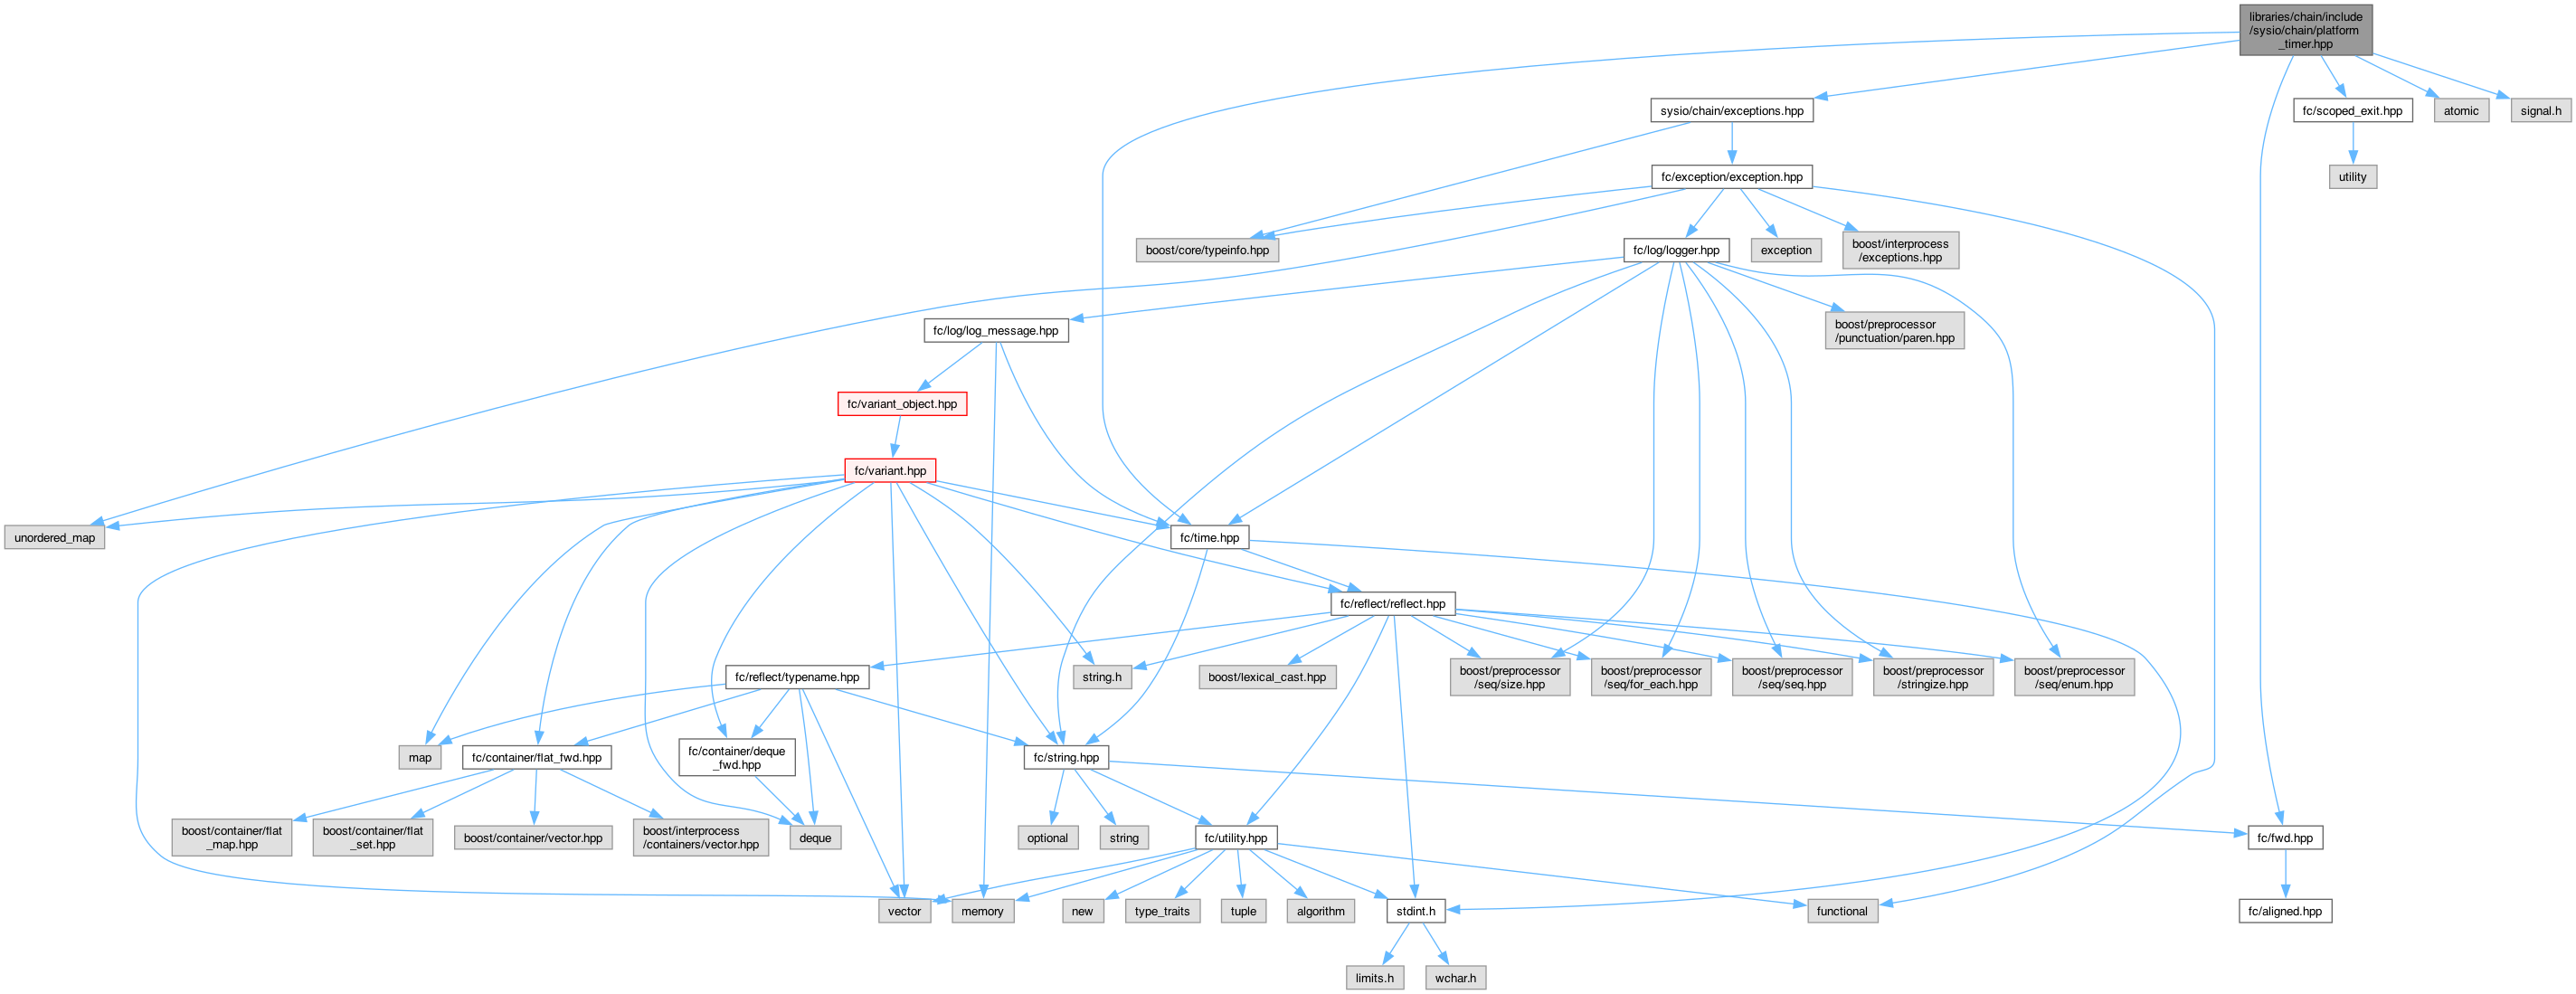 libraries/chain/include
/sysio/chain/platform
_timer.hpp
sysio/chain/exceptions.hpp
fc/scoped_exit.hpp
atomic
signal.h
fc/exception/exception.hpp
utility
boost/core/typeinfo.hpp
fc/log/logger.hpp
exception
boost/interprocess
/exceptions.hpp
fc/log/log_message.hpp
boost/preprocessor
/punctuation/paren.hpp
fc/variant_object.hpp
fc/variant.hpp
unordered_map
fc/time.hpp
fc/reflect/reflect.hpp
fc/reflect/typename.hpp
string.h
boost/lexical_cast.hpp
boost/preprocessor
/seq/size.hpp
boost/preprocessor
/seq/for_each.hpp
boost/preprocessor
/seq/seq.hpp
boost/preprocessor
/stringize.hpp
boost/preprocessor
/seq/enum.hpp
map
fc/container/flat_fwd.hpp
fc/container/deque
_fwd.hpp
fc/string.hpp
boost/container/flat
_map.hpp
boost/container/flat
_set.hpp
boost/container/vector.hpp
boost/interprocess
/containers/vector.hpp
deque
optional
string
fc/utility.hpp
fc/fwd.hpp
vector
memory
new
type_traits
tuple
algorithm
stdint.h
functional
fc/aligned.hpp
limits.h
wchar.h